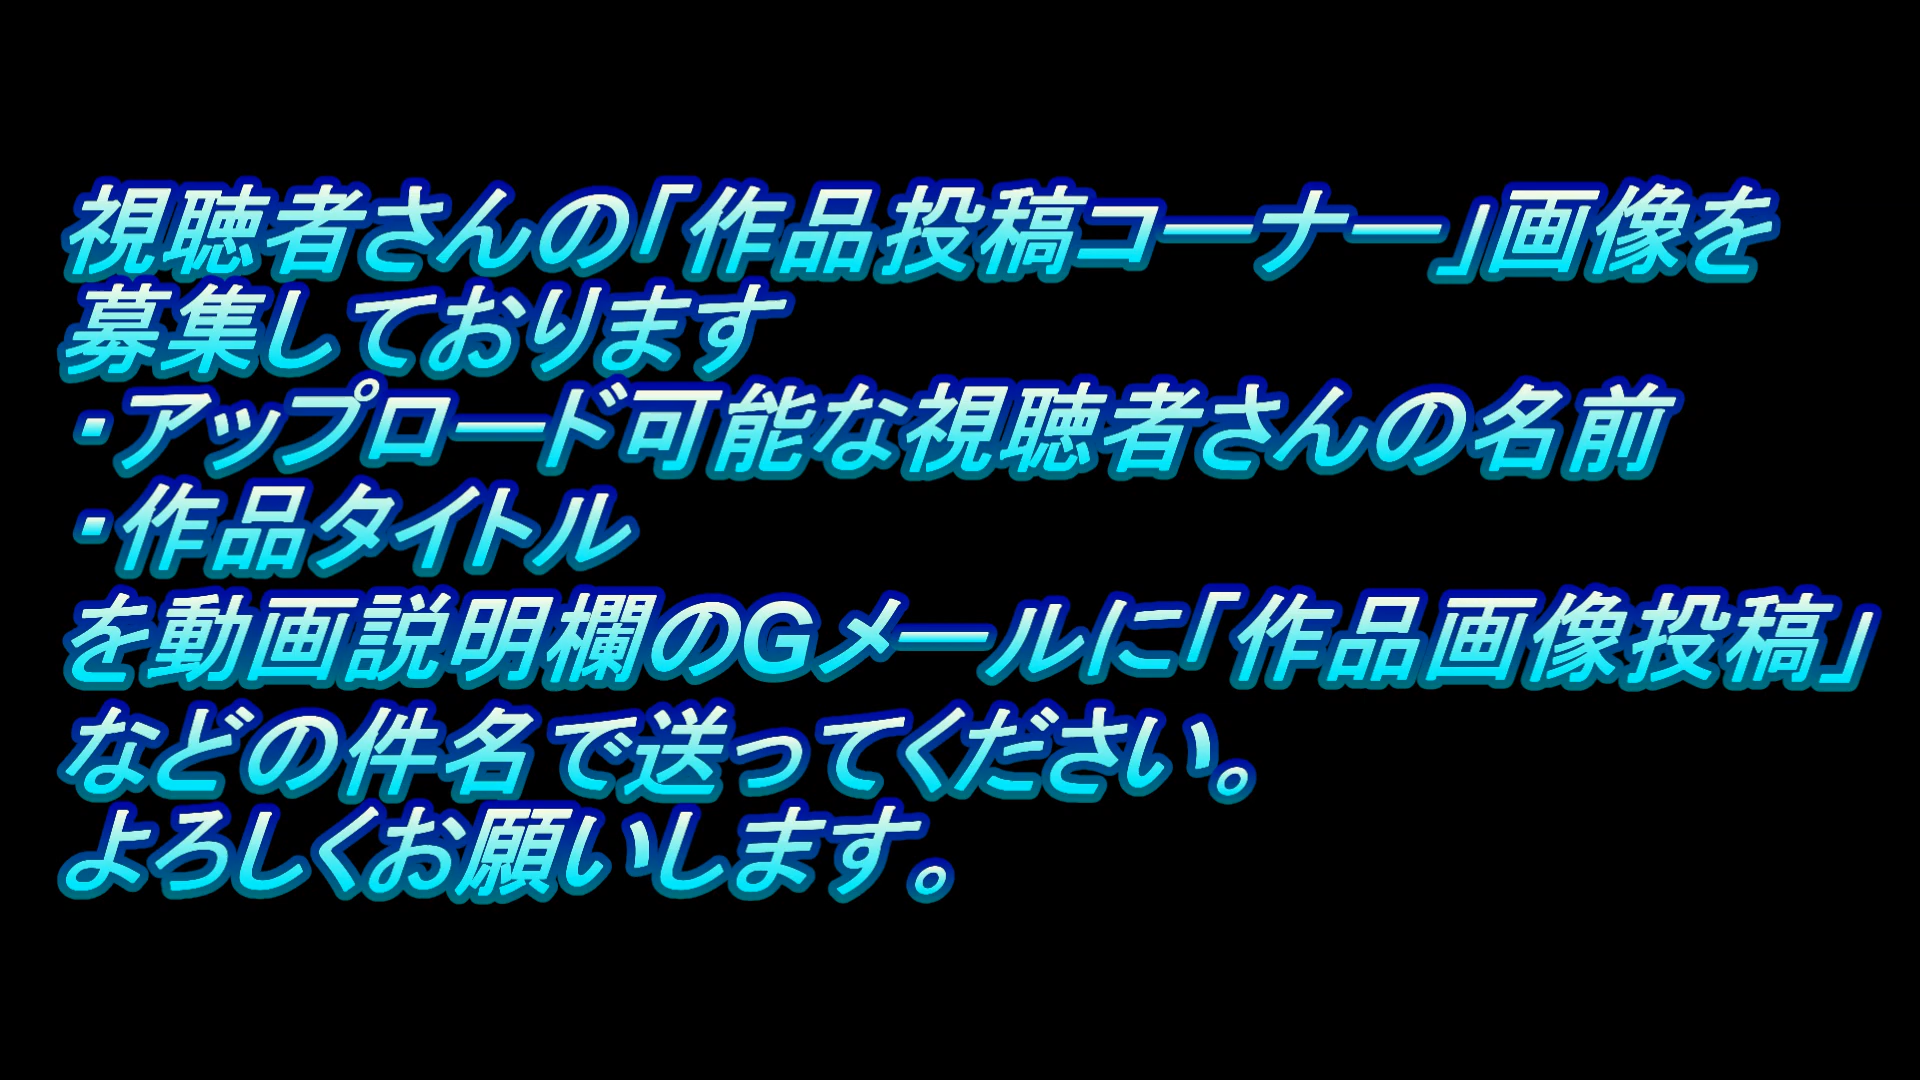 視聴者さんの「作品投稿コーナー」画像を
募集しております
・アップロード可能な視聴者さんの名前
・作品タイトル
を動画説明欄のGメールに「作品画像投稿」
などの件名で送ってください。
よろしくお願いします。